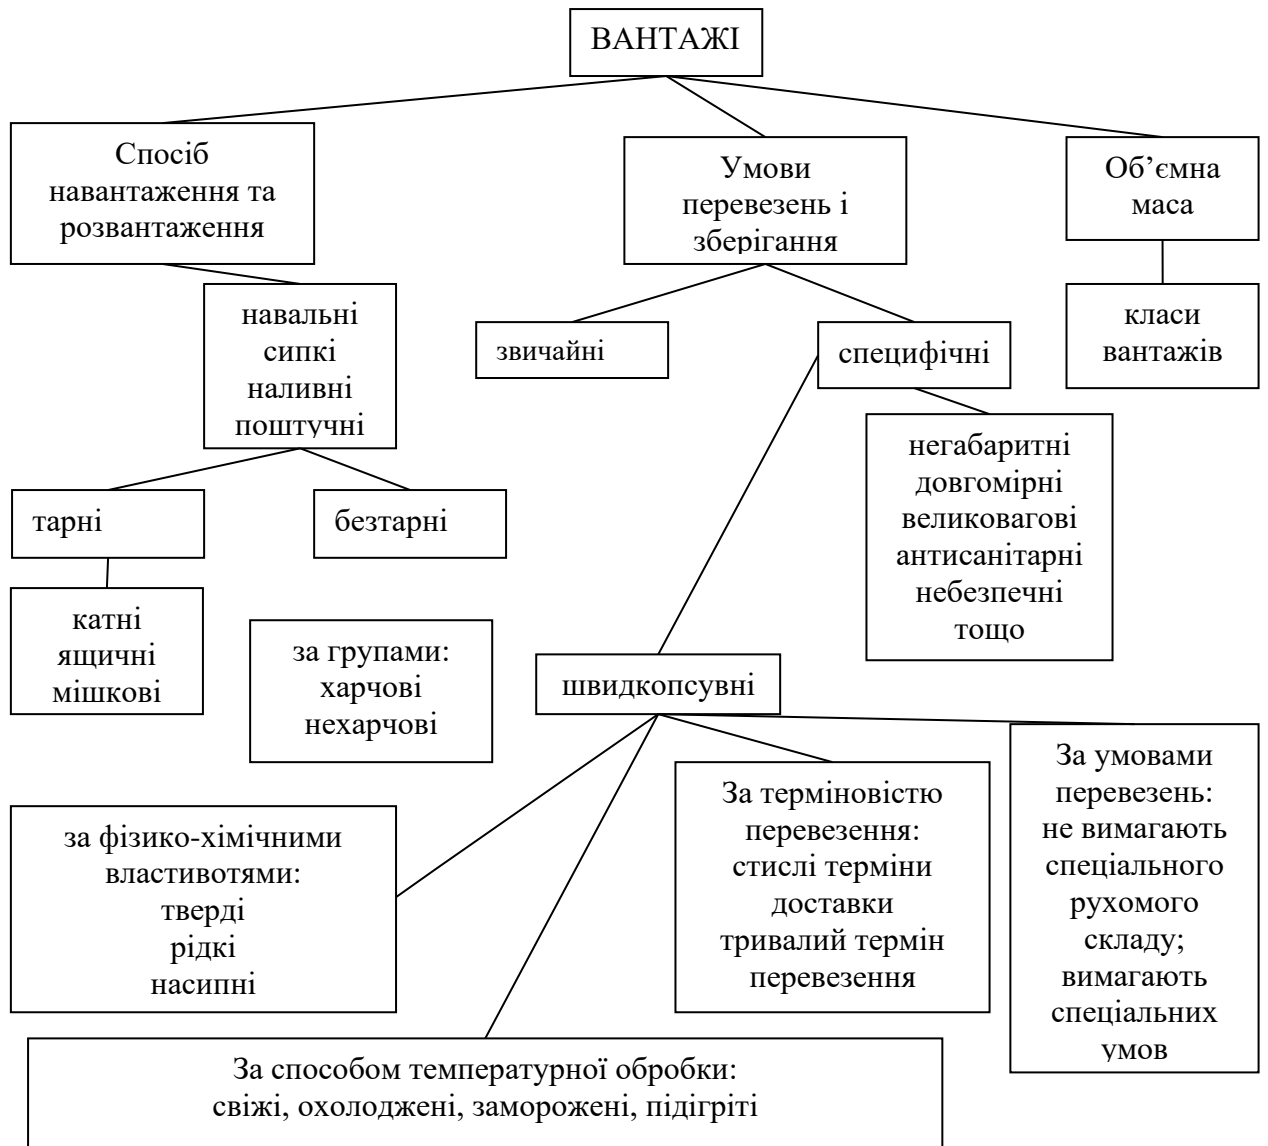 ВАНТАЖІ
Спосіб
навантаження та
розвантаження
Умови
перевезень і
зберігання
Об’ємна
маса
навальні
сипкі
наливні
поштучні
звичайні
специфічні
класи
вантажів
негабаритні
довгомірні
великовагові
антисанітарні
небезпечні
тощо
тарні
безтарні
катні
ящичні
мішкові
за групами:
харчові
нехарчові
швидкопсувні
за фізико-хімічними
властивотями:
тверді
рідкі
насипні
За терміновістю
перевезення:
стислі терміни
доставки
тривалий термін
перевезення
За умовами
перевезень:
не вимагають
спеціального
рухомого
складу;
вимагають
спеціальних
умов
За способом температурної обробки:
свіжі, охолоджені, заморожені, підігріті